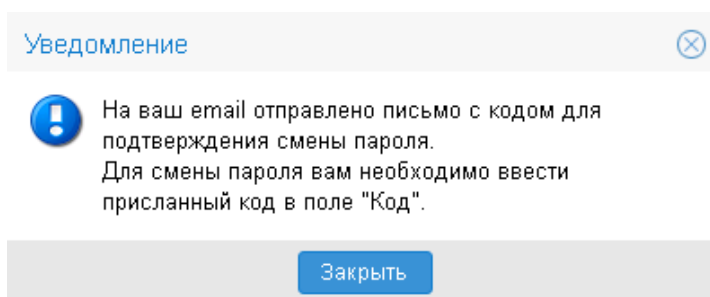 Уведомление
На ваш email отправлено письмо с кодом для
подтверждения смены пароля.
Для смены пароля вам необходимо ввести
присланный код в поле "Код".
Закрыть